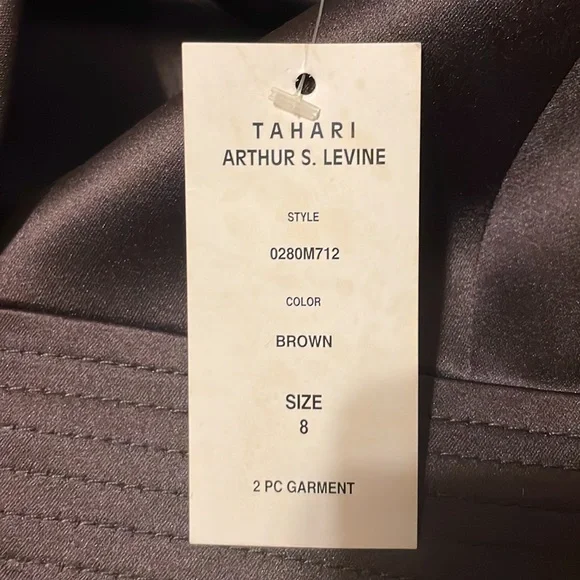 TAHARI
ARTHUR S. LEVINE
STYLE
0280M712
COLOR
BROWN
SIZE
8
2 PC GARMENT